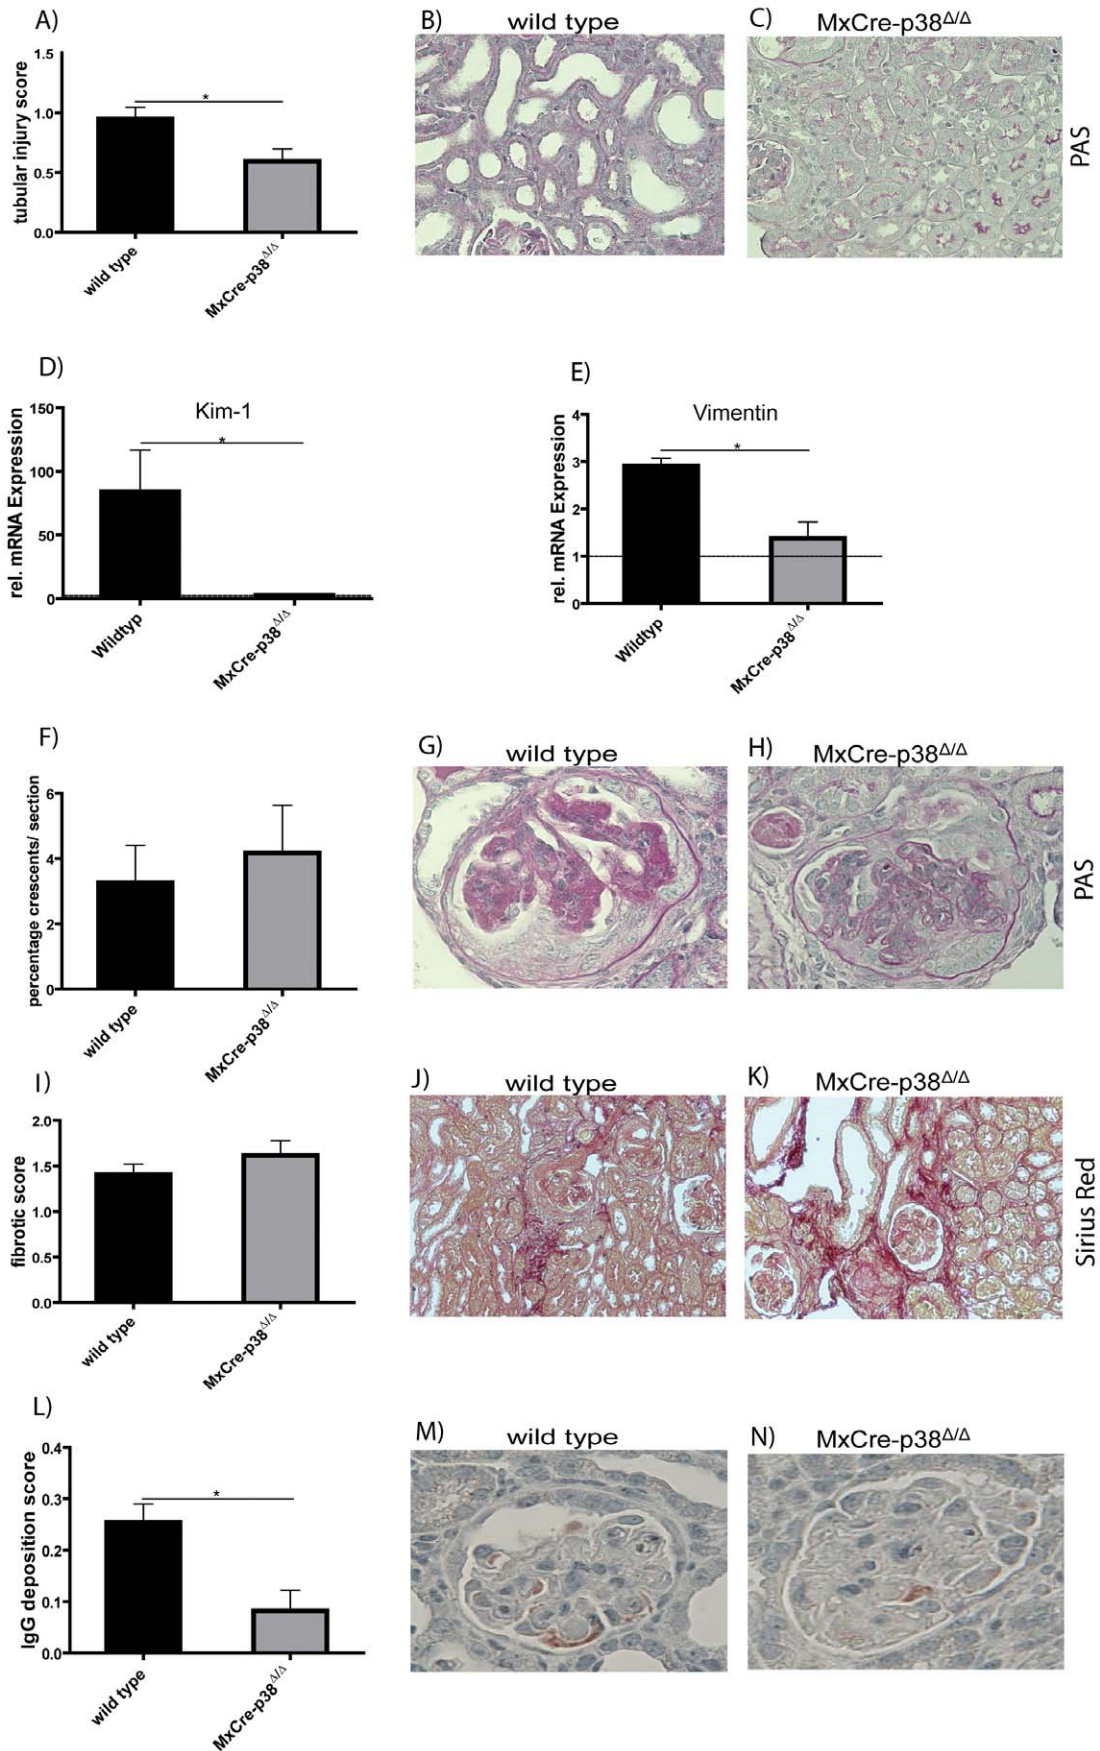 A)
tubular injury score
1.5
1.0
0.5
0.0
*
wild type
MxCre-p38Δ/Δ
B)
wild type
C)
MxCre-p38Δ/Δ
PAS
D)
Kim-1
rel. mRNA Expression
150
100
50
0
*
Wildtyp
MxCre-p38Δ/Δ
E)
Vimentin
rel. mRNA Expression
4
3
2
1
0
*
Wildtyp
MxCre-p38Δ/Δ
F)
percentage crescents/ section
6
4
2
0
wild type
MxCre-p38Δ/Δ
G)
wild type
H)
MxCre-p38Δ/Δ
PAS
I)
fibrotic score
2.0
1.5
1.0
0.5
0.0
wild type
MxCre-p38Δ/Δ
J)
wild type
K)
MxCre-p38Δ/Δ
Sirius Red
L)
IgG deposition score
0.4
0.3
0.2
0.1
0.0
*
wild type
MxCre-p38Δ/Δ
M)
wild type
N)
MxCre-p38Δ/Δ